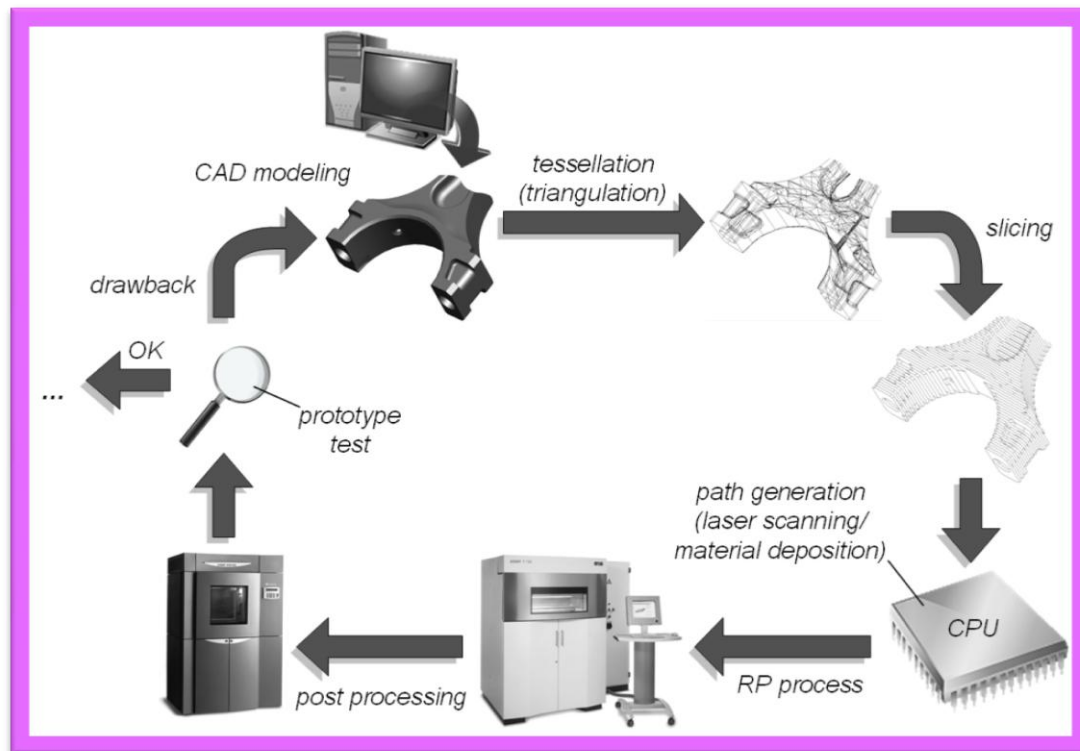 CAD modeling
tessellation
(triangulation)
slicing
drawback
OK
...
prototype
test
path generation
(laser scanning/
material deposition)
CPU
RP process
post processing